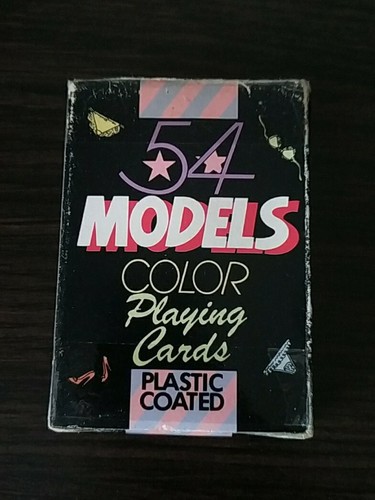 54
MODELS
COLOR
Playing
Cards
PLASTIC
COATED